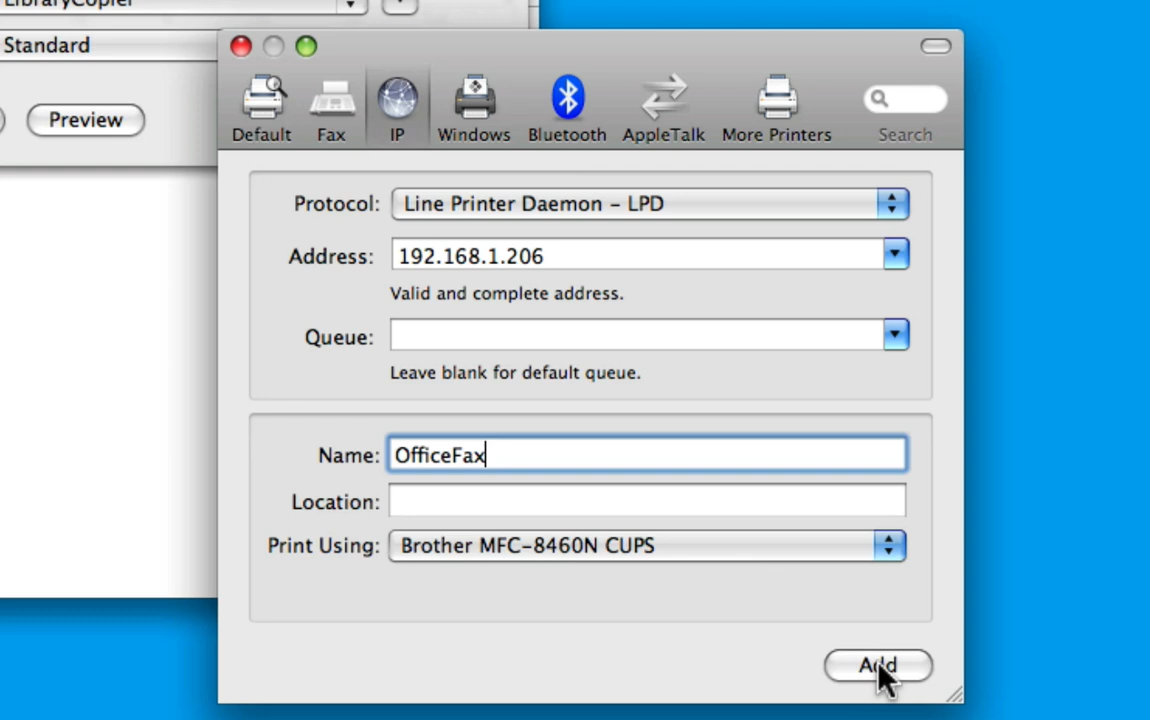 LibraryCopier
Standard
Preview
Default Fax IP Windows Bluetooth AppleTalk More Printers Search
Protocol: Line Printer Daemon – LPD
Address: 192.168.1.206
Valid and complete address.
Queue:
Leave blank for default queue.
Name: OfficeFax
Location:
Print Using: Brother MFC-8460N CUPS
Add